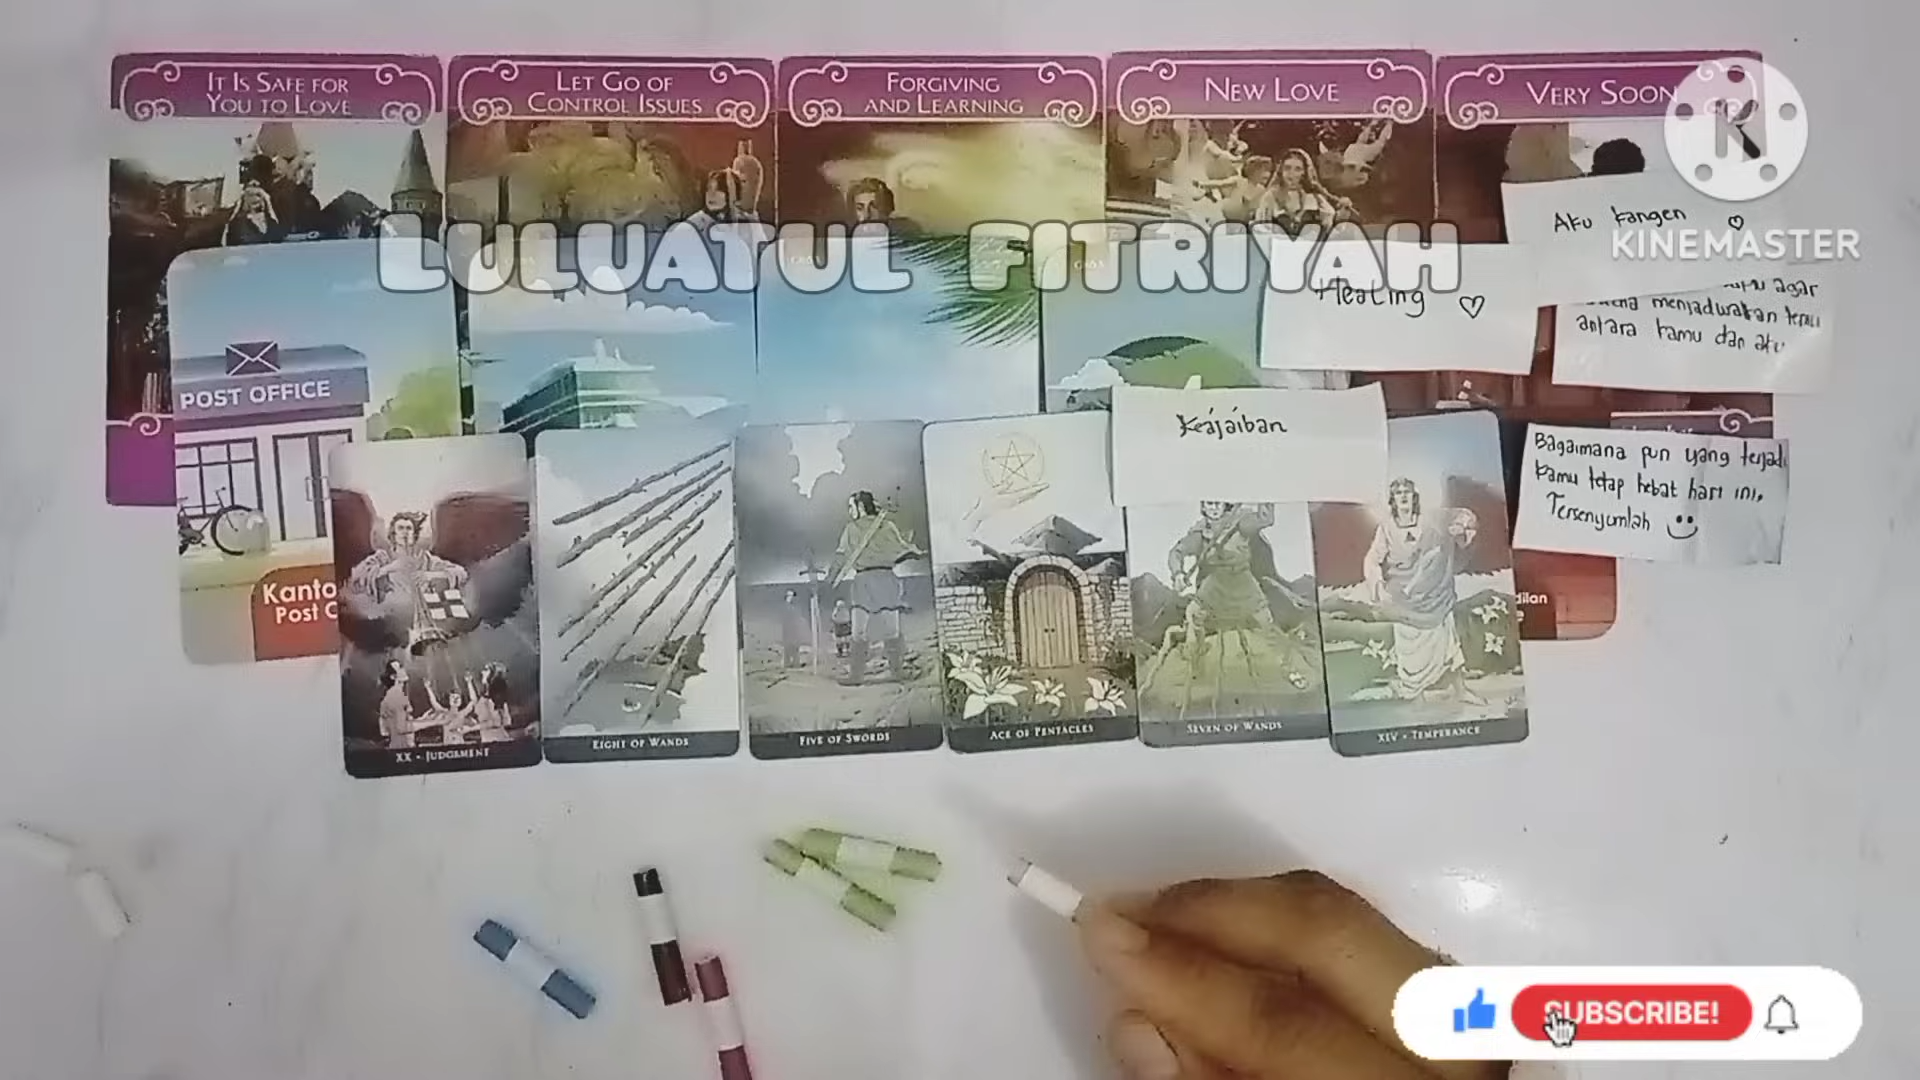 IT IS SAFE FOR
YOU TO LOVE
LET GO OF
CONTROL ISSUES
FORGIVING
AND LEARNING
NEW LOVE
VERY SOON
K
KINEMASTER
LULUATUL FITRIYAH
Aku kangen
Healing
agar
menjadwalkan temu
antara kamu dan aku
POST OFFICE
Keajaiban
Bagaimana pun yang terjadi
kamu tetap hebat hari ini,
Tersenyumlah
Kanto
Post O
dilan
XX • JUDGEMENT
EIGHT OF WANDS
FIVE OF SWORDS
ACE OF PENTACLES
SEVEN OF WANDS
XIV • TEMPERANCE
SUBSCRIBE!